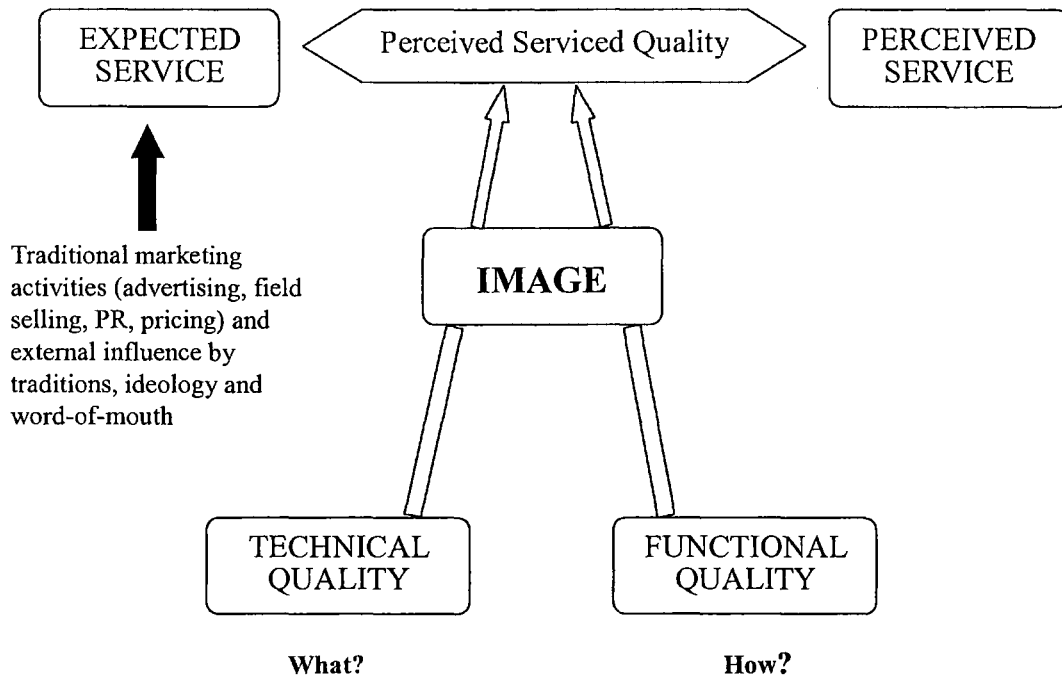 EXPECTED
SERVICE
Perceived Serviced Quality
PERCEIVED
SERVICE
Traditional marketing
activities (advertising, field
selling, PR, pricing) and
external influence by
traditions, ideology and
word-of-mouth
IMAGE
TECHNICAL
QUALITY
FUNCTIONAL
QUALITY
What?
How?